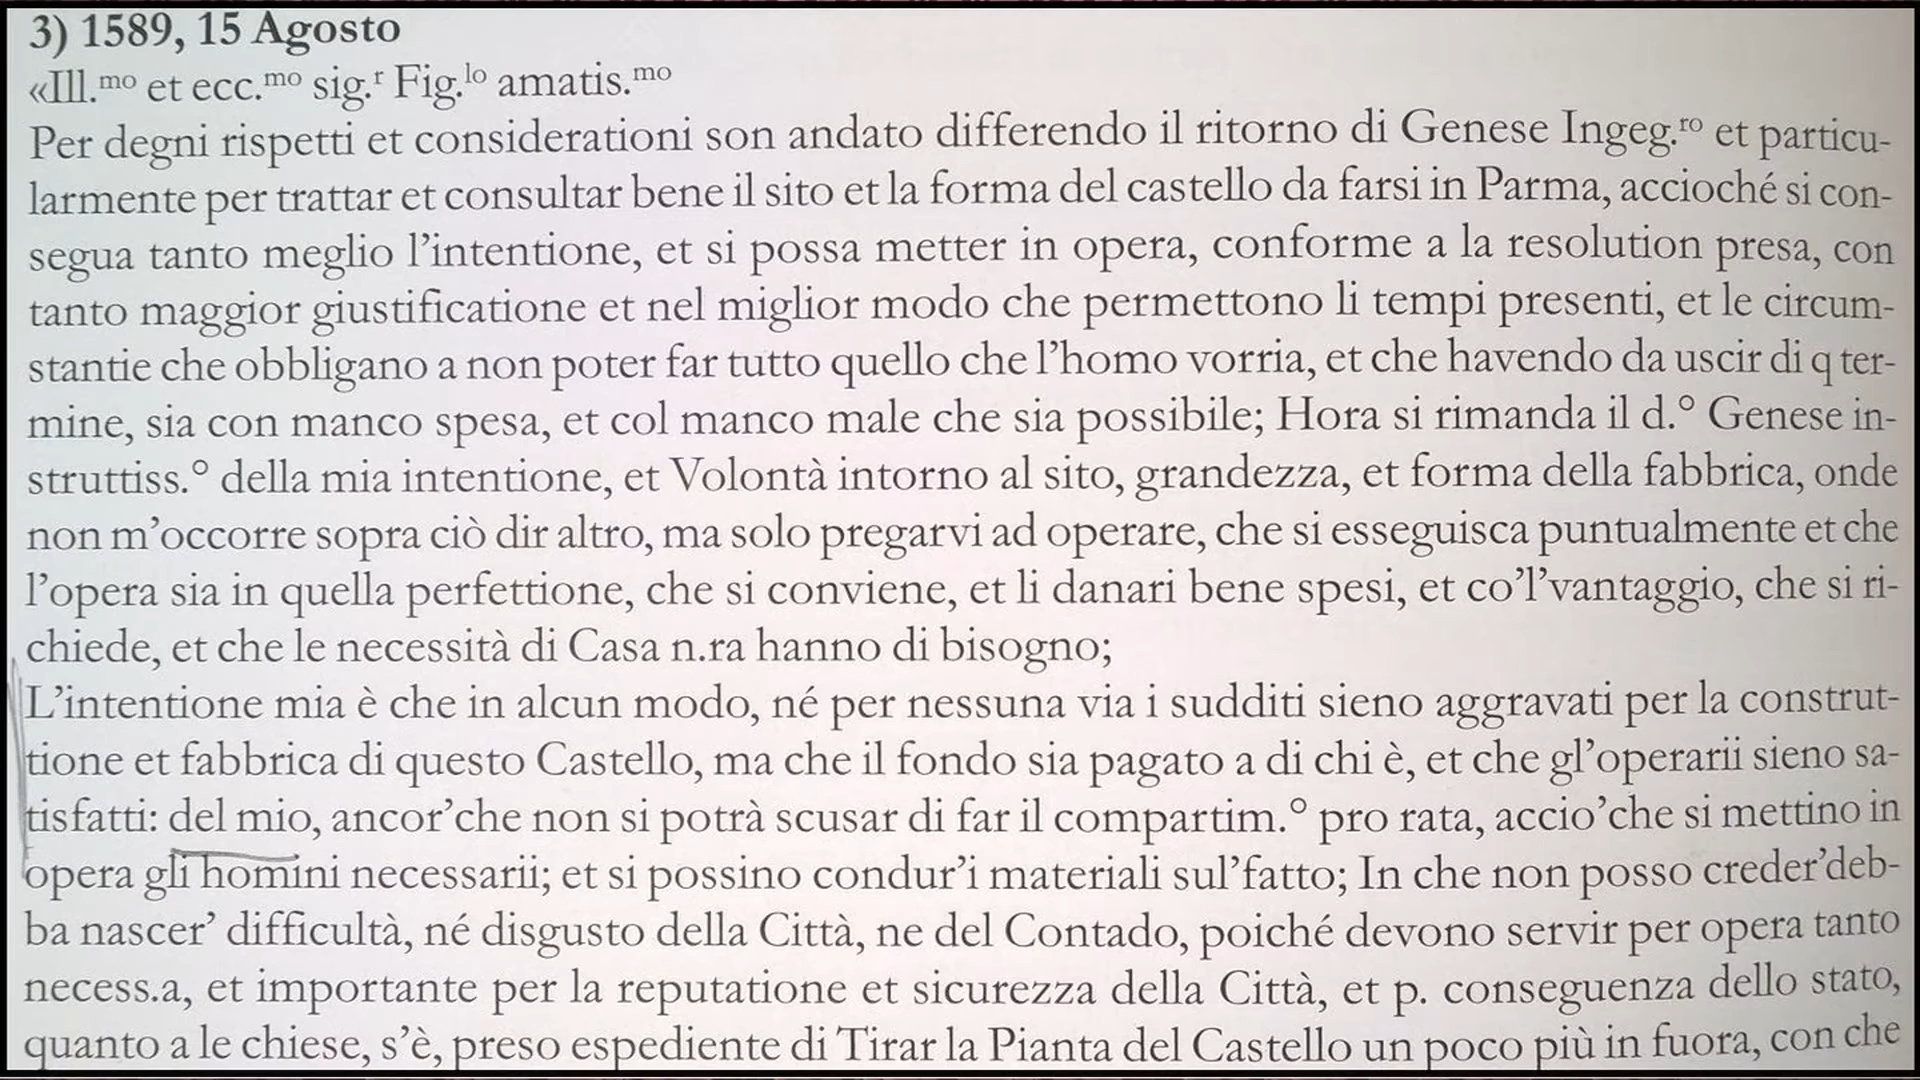 3) 1589, 15 Agosto
«Ill.mo et ecc.mo sig.r Fig.lo amatis.mo
Per degni rispetti et considerationi son andato differendo il ritorno di Genese Ingeg.ro et particu-
larmente per trattar et consultar bene il sito et la forma del castello da farsi in Parma, accioché si con-
segua tanto meglio l'intentione, et si possa metter in opera, conforme a la resolution presa, con
tanto maggior giustificatione et nel miglior modo che permettono li tempi presenti, et le circum-
stantie che obbligano a non poter far tutto quello che l'homo vorria, et che havendo da uscir di q ter-
mine, sia con manco spesa, et col manco male che sia possibile; Hora si rimanda il d.° Genese in-
struttiss.° della mia intentione, et Volontà intorno al sito, grandezza, et forma della fabbrica, onde
non m'occorre sopra ciò dir altro, ma solo pregarvi ad operare, che si esseguisca puntualmente et che
l'opera sia in quella perfettione, che si conviene, et li danari bene spesi, et co'l'vantaggio, che si ri-
chiede, et che le necessità di Casa n.ra hanno di bisogno;
L'intentione mia è che in alcun modo, né per nessuna via i sudditi sieno aggravati per la construt-
tione et fabbrica di questo Castello, ma che il fondo sia pagato a di chi è, et che gl'operarii sieno sa-
tisfatti: del mio, ancor'che non si potrà scusar di far il compartim.° pro rata, accio'che si mettino in
opera gli homini necessarii; et si possino condur'i materiali sul'fatto; In che non posso creder'deb-
ba nascer' difficultà, né disgusto della Città, ne del Contado, poiché devono servir per opera tanto
necess.a, et importante per la reputatione et sicurezza della Città, et p. conseguenza dello stato,
quanto a le chiese, s'è, preso espediente di Tirar la Pianta del Castello un poco più in fuora, con che